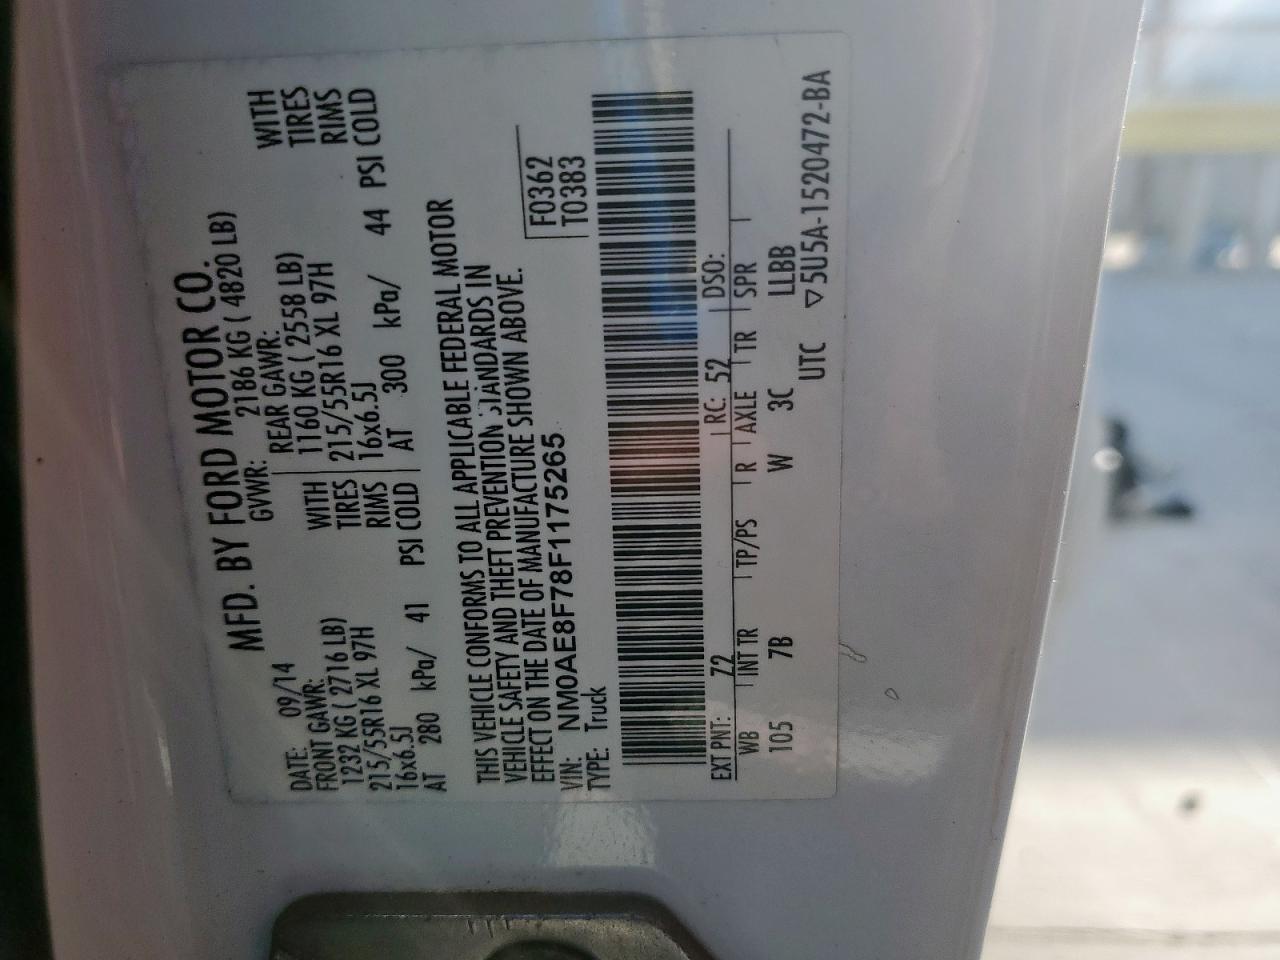 MFD. BY FORD MOTOR CO.
DATE: 09/14 GVWR: 2186 KG ( 4820 LB)
FRONT GAWR: REAR GAWR:
1232 KG ( 2716 LB) WITH 1160 KG ( 2558 LB) WITH
215/55R16 XL 97H TIRES 215/55R16 XL 97H TIRES
16x6.5J RIMS 16x6.5J RIMS
AT 280 kPa/ 41 PSI COLD AT 300 kPa/ 44 PSI COLD
THIS VEHICLE CONFORMS TO ALL APPLICABLE FEDERAL MOTOR
VEHICLE SAFETY AND THEFT PREVENTION STANDARDS IN
EFFECT ON THE DATE OF MANUFACTURE SHOWN ABOVE.
VIN: NM0AE8F78F1175265 F0362
TYPE: Truck T0383
EXT PNT: Z2 RC: 52 DSO:
WB INT TR TP/PS R AXLE TR SPR
105 7B W 3C LLBB
UTC ▽5U5A-1520472-BA